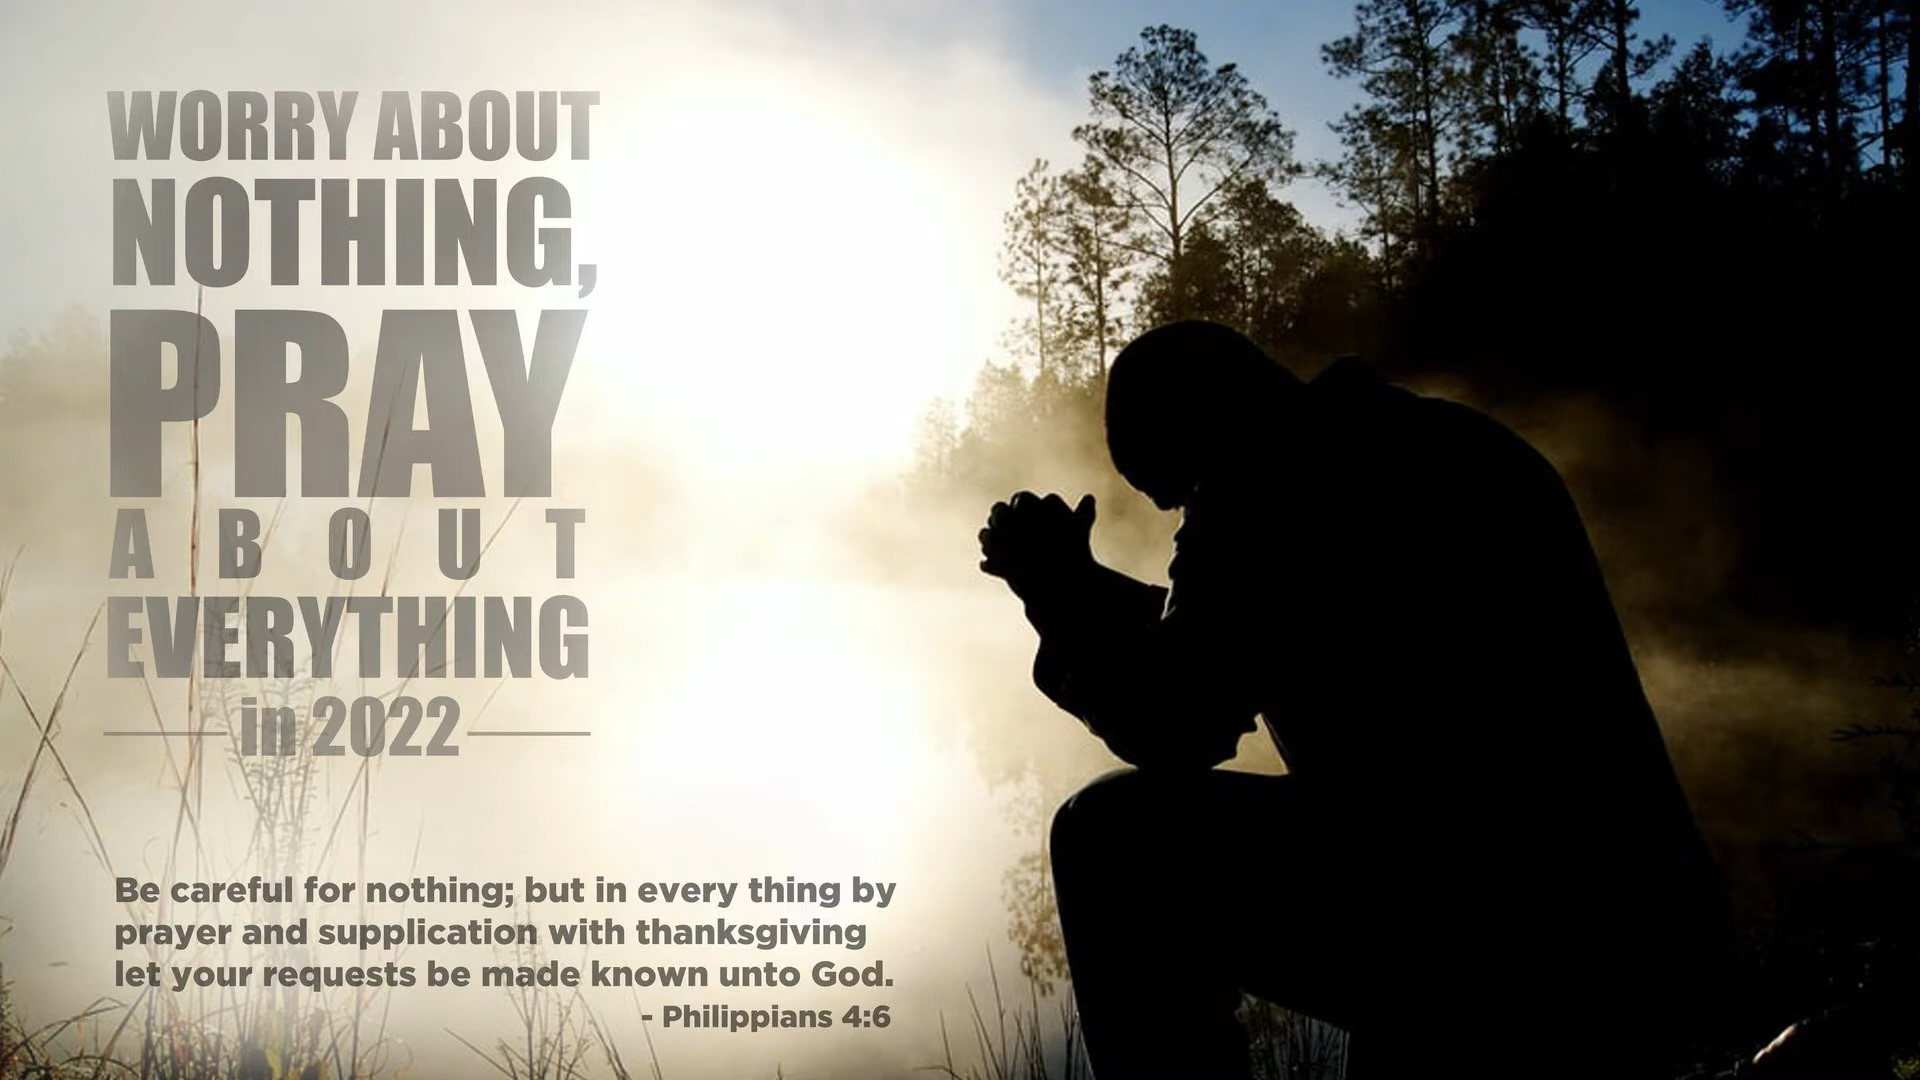 WORRY ABOUT
NOTHING,
PRAY
ABOUT
EVERYTHING
in 2022
Be careful for nothing; but in every thing by
prayer and supplication with thanksgiving
let your requests be made known unto God.
- Philippians 4:6